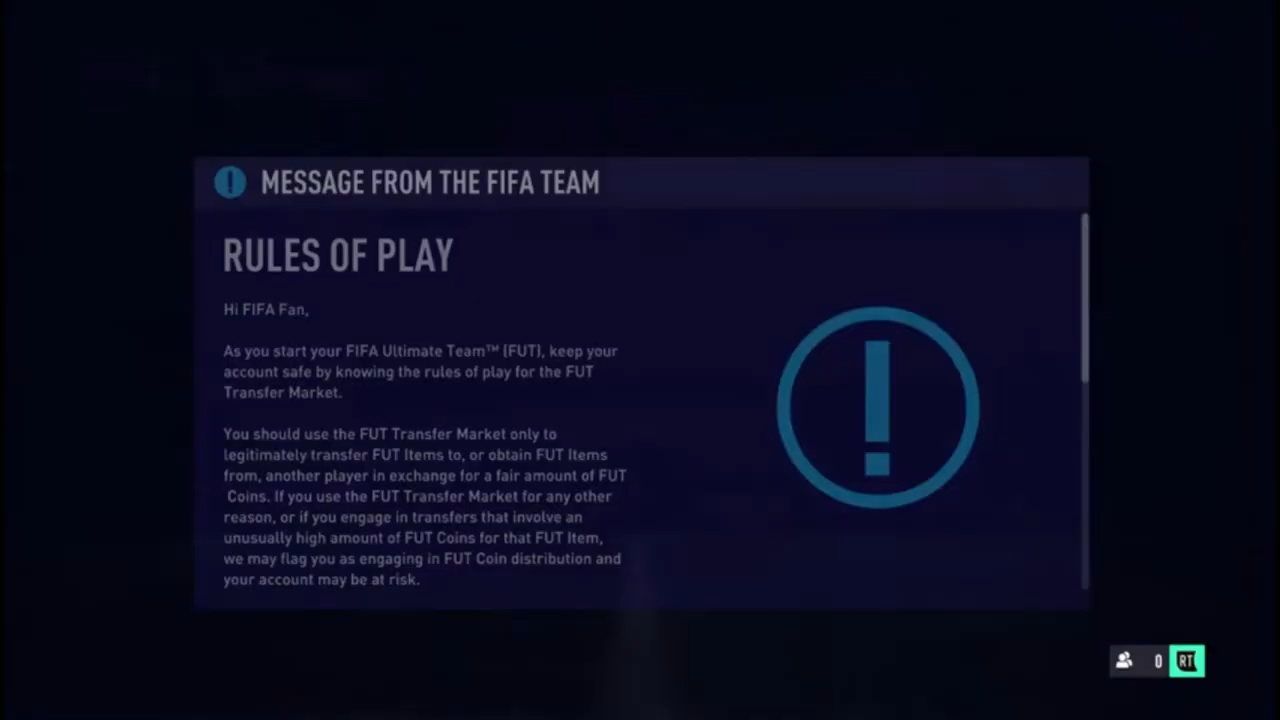 MESSAGE FROM THE FIFA TEAM
RULES OF PLAY
Hi FIFA Fan,
As you start your FIFA Ultimate Team™ (FUT), keep your
account safe by knowing the rules of play for the FUT
Transfer Market.
You should use the FUT Transfer Market only to
legitimately transfer FUT Items to, or obtain FUT Items
from, another player in exchange for a fair amount of FUT
Coins. If you use the FUT Transfer Market for any other
reason, or if you engage in transfers that involve an
unusually high amount of FUT Coins for that FUT Item,
we may flag you as engaging in FUT Coin distribution and
your account may be at risk.
0 RT